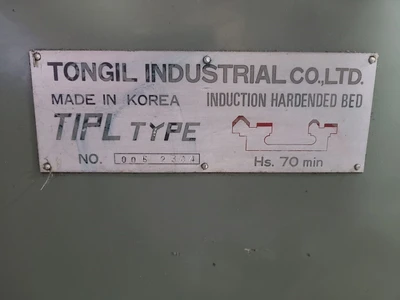 TONGIL INDUSTRIAL CO.,LTD.
MADE IN KOREA INDUCTION HARDENDED BED
TIPL TYPE
NO.
Hs. 70 min